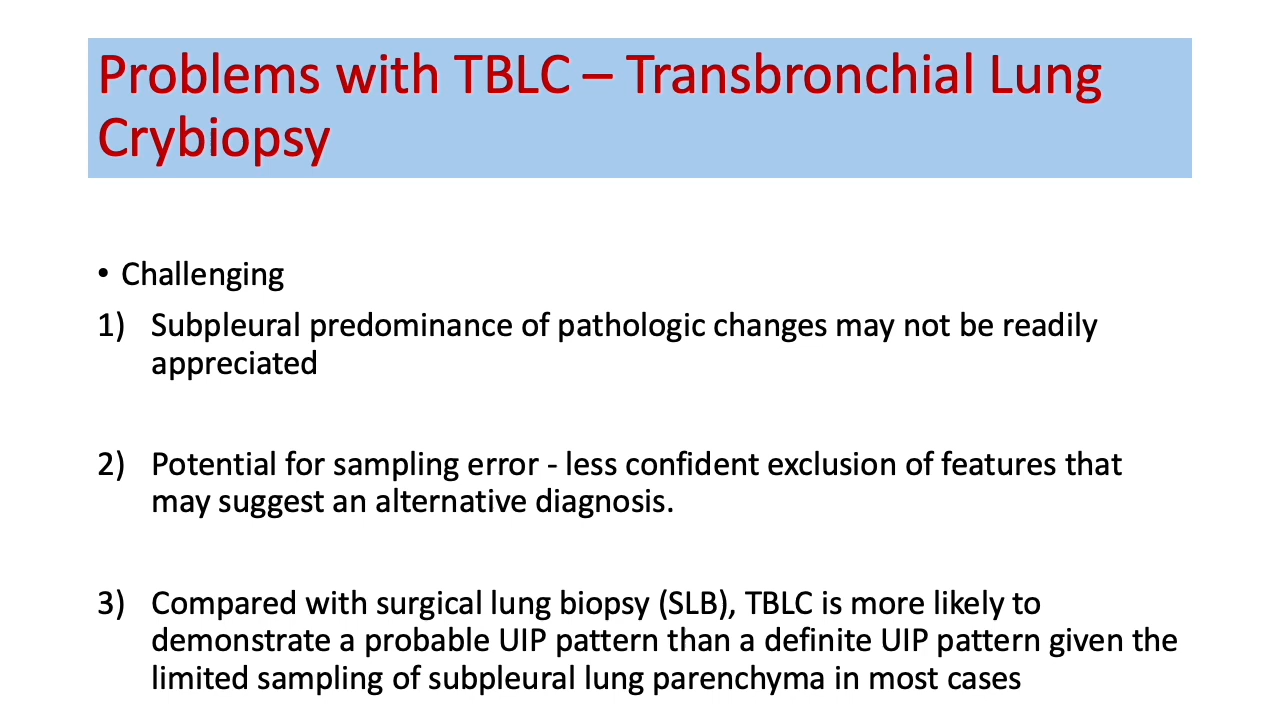 Problems with TBLC – Transbronchial Lung
Crybiopsy
• Challenging
1) Subpleural predominance of pathologic changes may not be readily
appreciated
2) Potential for sampling error - less confident exclusion of features that
may suggest an alternative diagnosis.
3) Compared with surgical lung biopsy (SLB), TBLC is more likely to
demonstrate a probable UIP pattern than a definite UIP pattern given the
limited sampling of subpleural lung parenchyma in most cases